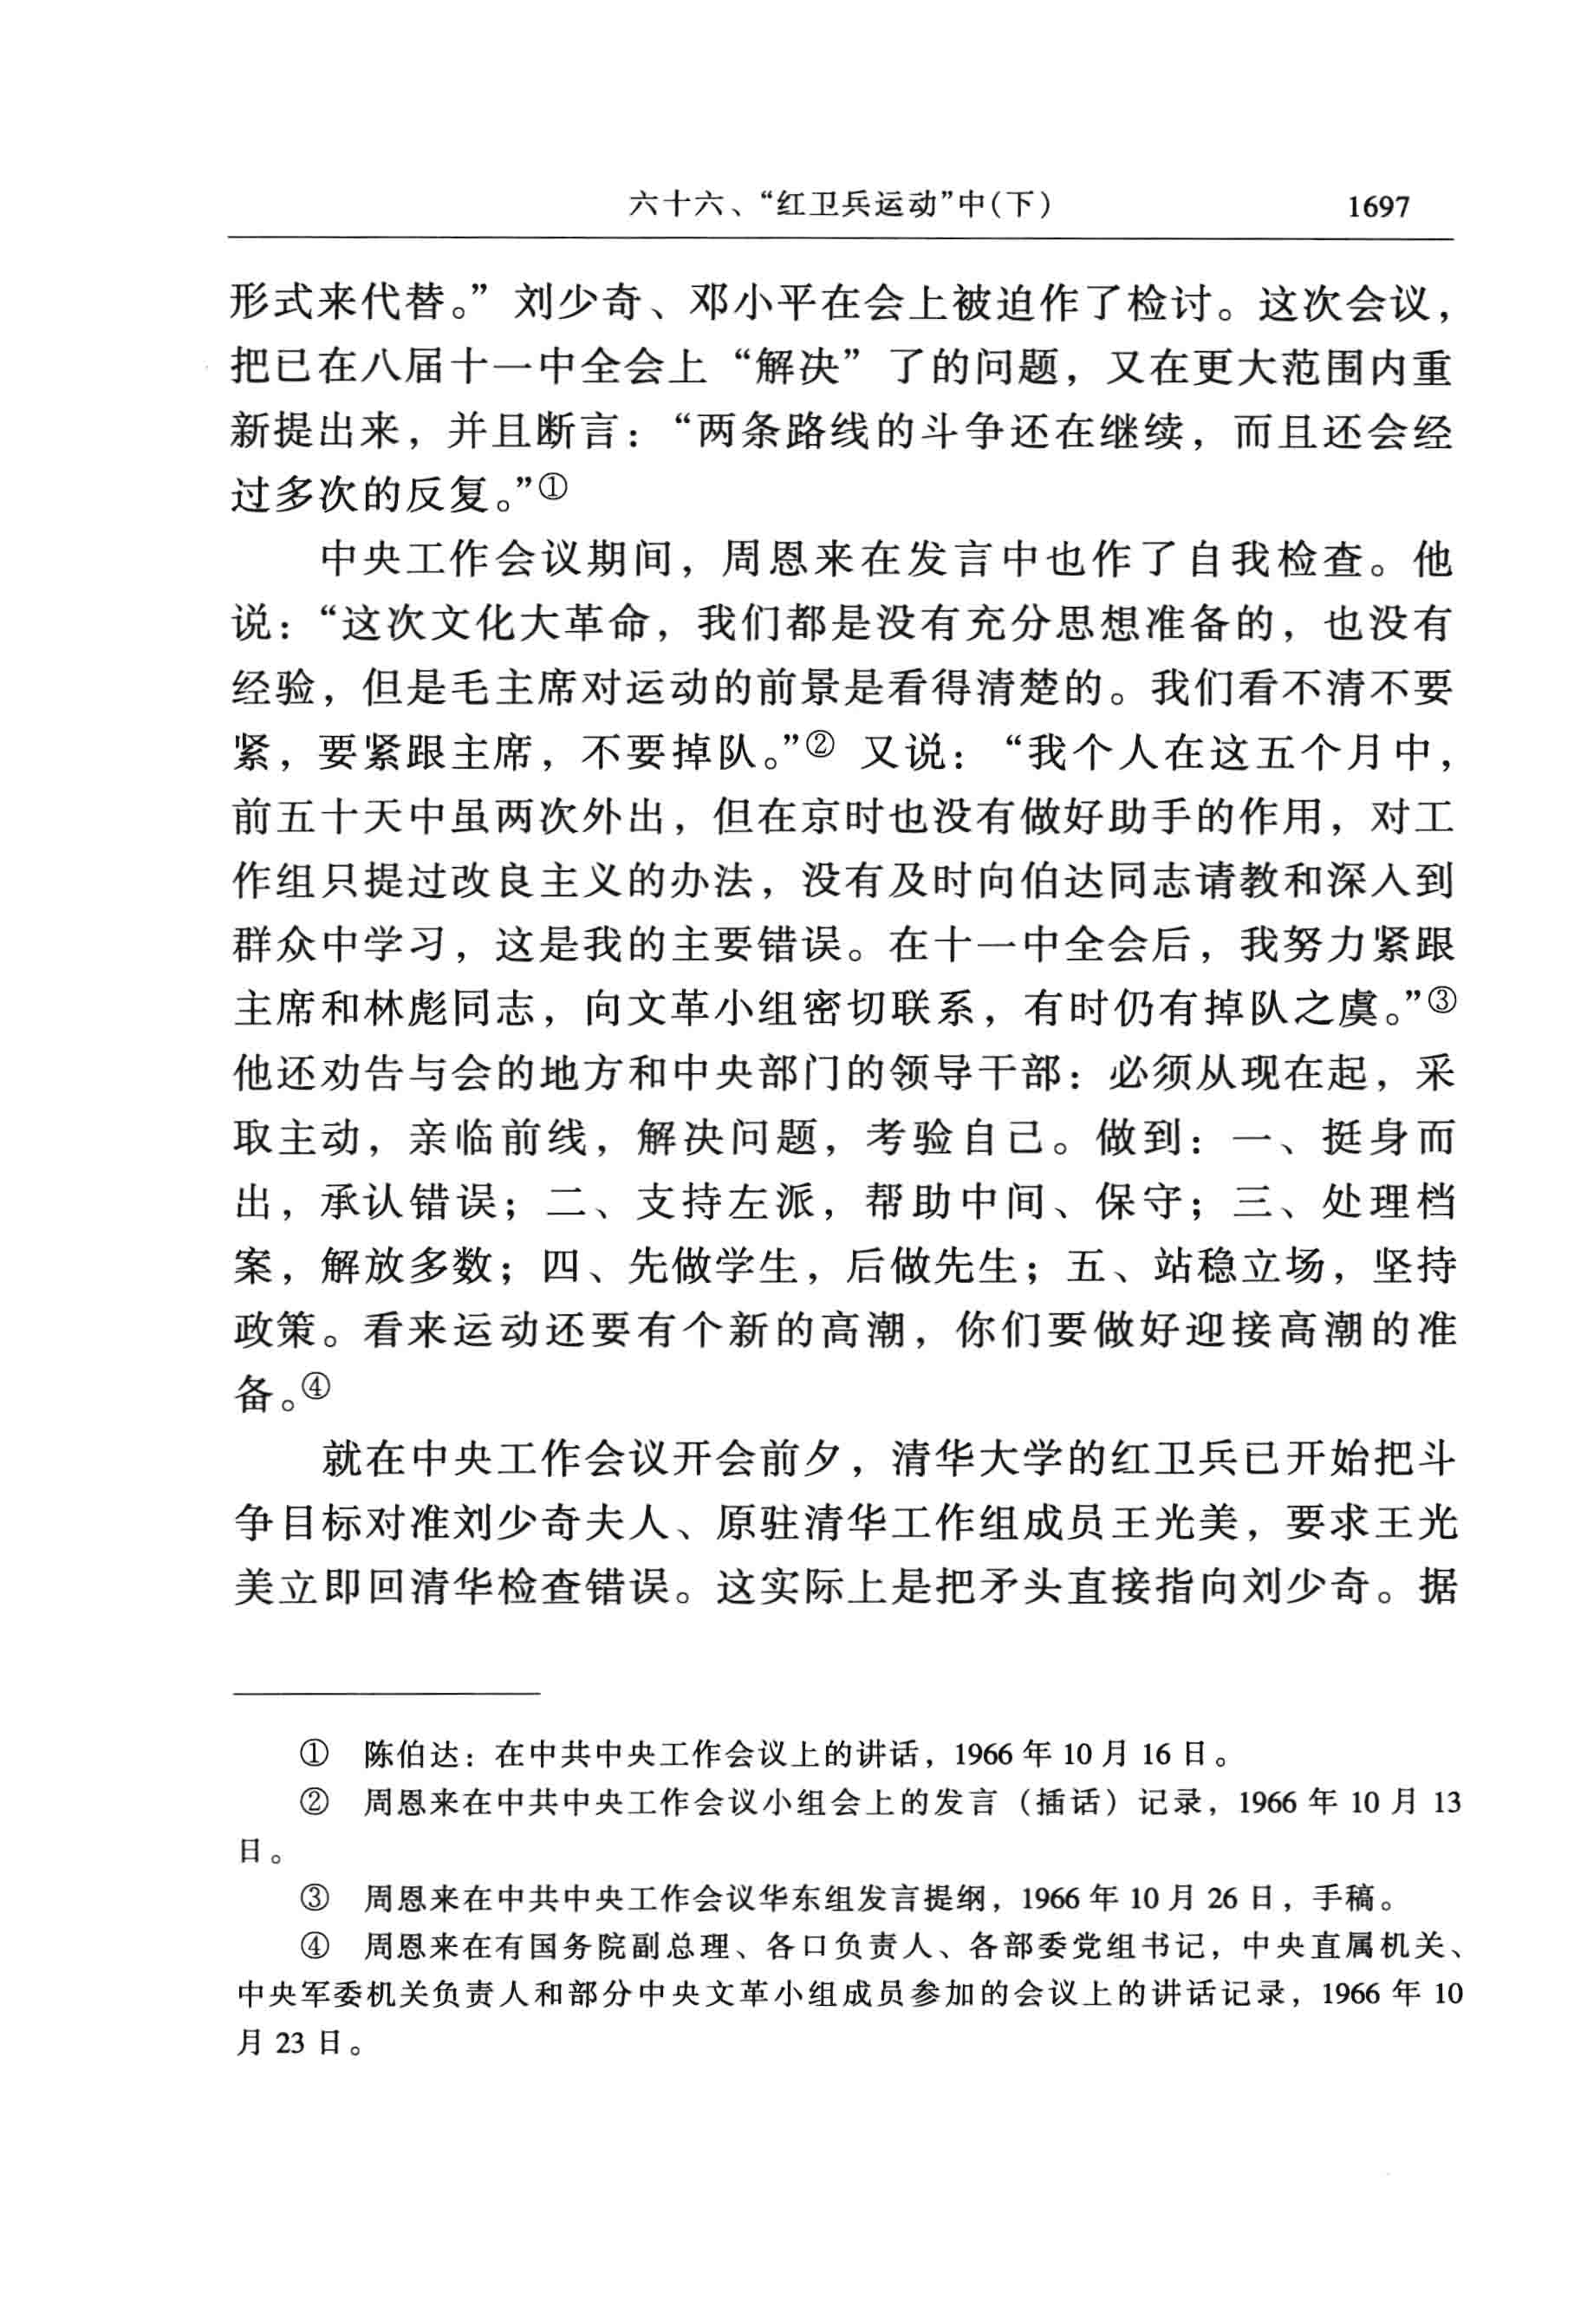 六十六、“红卫兵运动”中(下) 1697
形式来代替。” 刘少奇、邓小平在会上被迫作了检讨。这次会议，
把已在八届十一中全会上“解决”了的问题，又在更大范围内重
新提出来，并且断言：“两条路线的斗争还在继续，而且还会经
过多次的反复。”①
中央工作会议期间，周恩来在发言中也作了自我检查。他
说：“这次文化大革命，我们都是没有充分思想准备的，也没有
经验，但是毛主席对运动的前景是看得清楚的。我们看不清不要
紧，要紧跟主席，不要掉队。”② 又说：“我个人在这五个月中，
前五十天中虽两次外出，但在京时也没有做好助手的作用，对工
作组只提过改良主义的办法，没有及时向伯达同志请教和深入到
群众中学习，这是我的主要错误。在十一中全会后，我努力紧跟
主席和林彪同志，向文革小组密切联系，有时仍有掉队之虞。”③
他还劝告与会的地方和中央部门的领导干部：必须从现在起，采
取主动，亲临前线，解决问题，考验自己。做到：一、挺身而
出，承认错误；二、支持左派，帮助中间、保守；三、处理档
案，解放多数；四、先做学生，后做先生；五、站稳立场，坚持
政策。看来运动还要有个新的高潮，你们要做好迎接高潮的准
备。④
就在中央工作会议开会前夕，清华大学的红卫兵已开始把斗
争目标对准刘少奇夫人、原驻清华工作组成员王光美，要求王光
美立即回清华检查错误。这实际上是把矛头直接指向刘少奇。据
① 陈伯达：在中共中央工作会议上的讲话，1966 年 10 月 16 日。
② 周恩来在中共中央工作会议小组会上的发言（插话）记录，1966 年 10 月 13
日。
③ 周恩来在中共中央工作会议华东组发言提纲，1966 年 10 月 26 日，手稿。
④ 周恩来在有国务院副总理、各口负责人、各部委党组书记，中央直属机关、
中央军委机关负责人和部分中央文革小组成员参加的会议上的讲话记录，1966 年 10
月 23 日。